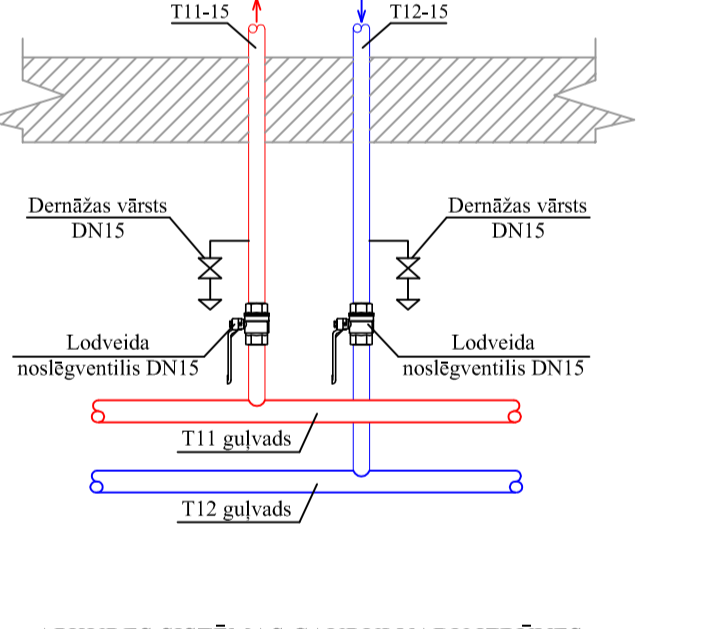 T11-15
T12-15
Dernāžas vārsts
DN15
Dernāžas vārsts
DN15
Lodveida
noslēgventilis DN15
Lodveida
noslēgventilis DN15
T11 guļvads
T12 guļvads